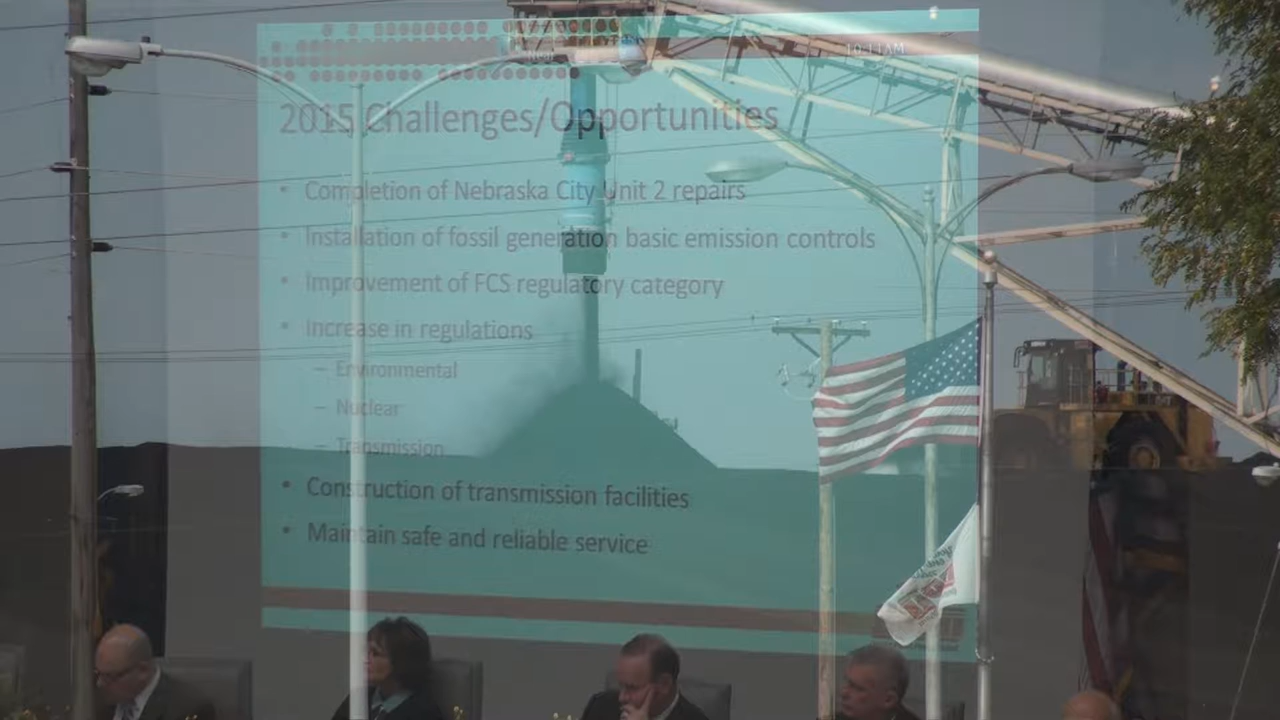 10:11AM
2015 Challenges/Opportunities
• Completion of Nebraska City Unit 2 repairs
• Installation of fossil generation basic emission controls
• Improvement of FCS regulatory category
• Increase in regulations
– Environmental
– Nuclear
– Transmission
• Construction of transmission facilities
• Maintain safe and reliable service